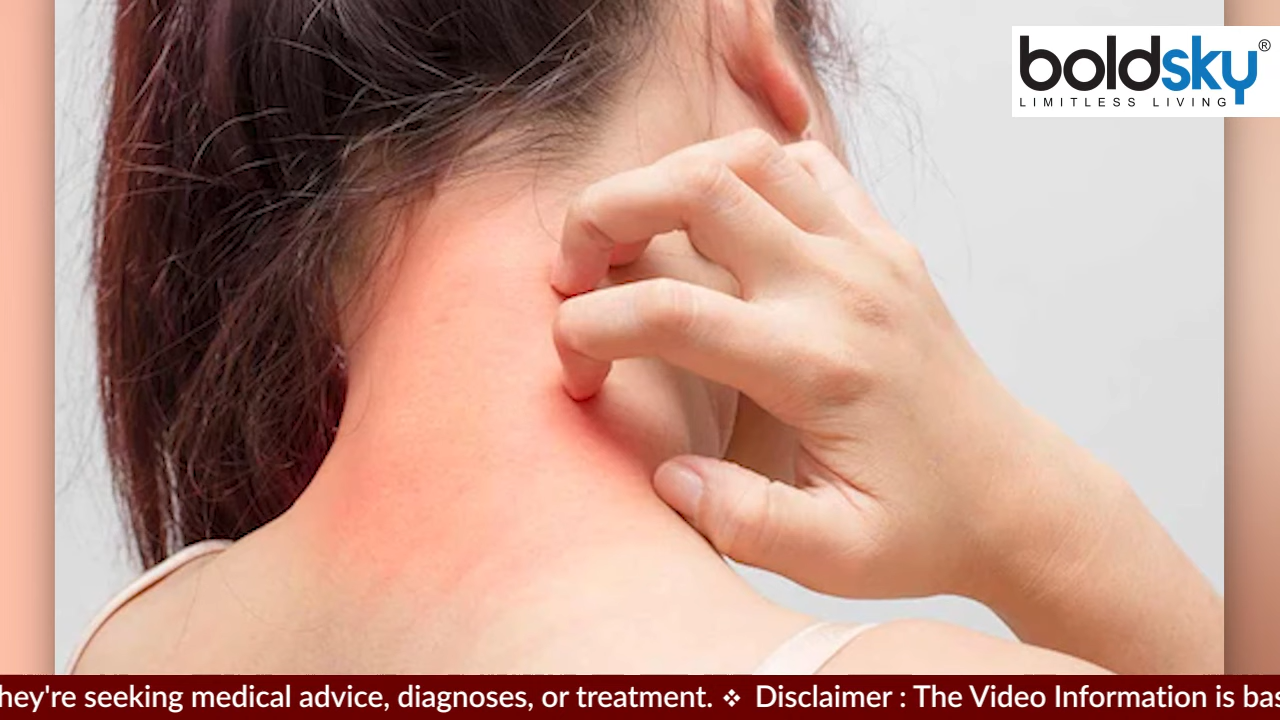 boldsky®
LIMITLESS LIVING
hey're seeking medical advice, diagnoses, or treatment. ❖ Disclaimer : The Video Information is bas